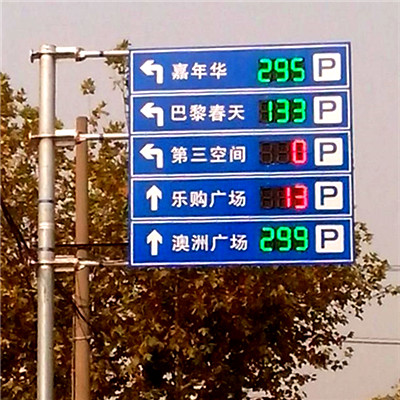 嘉年华 295 P
巴黎春天 133 P
第三空间 0 P
乐购广场 13 P
澳洲广场 299 P